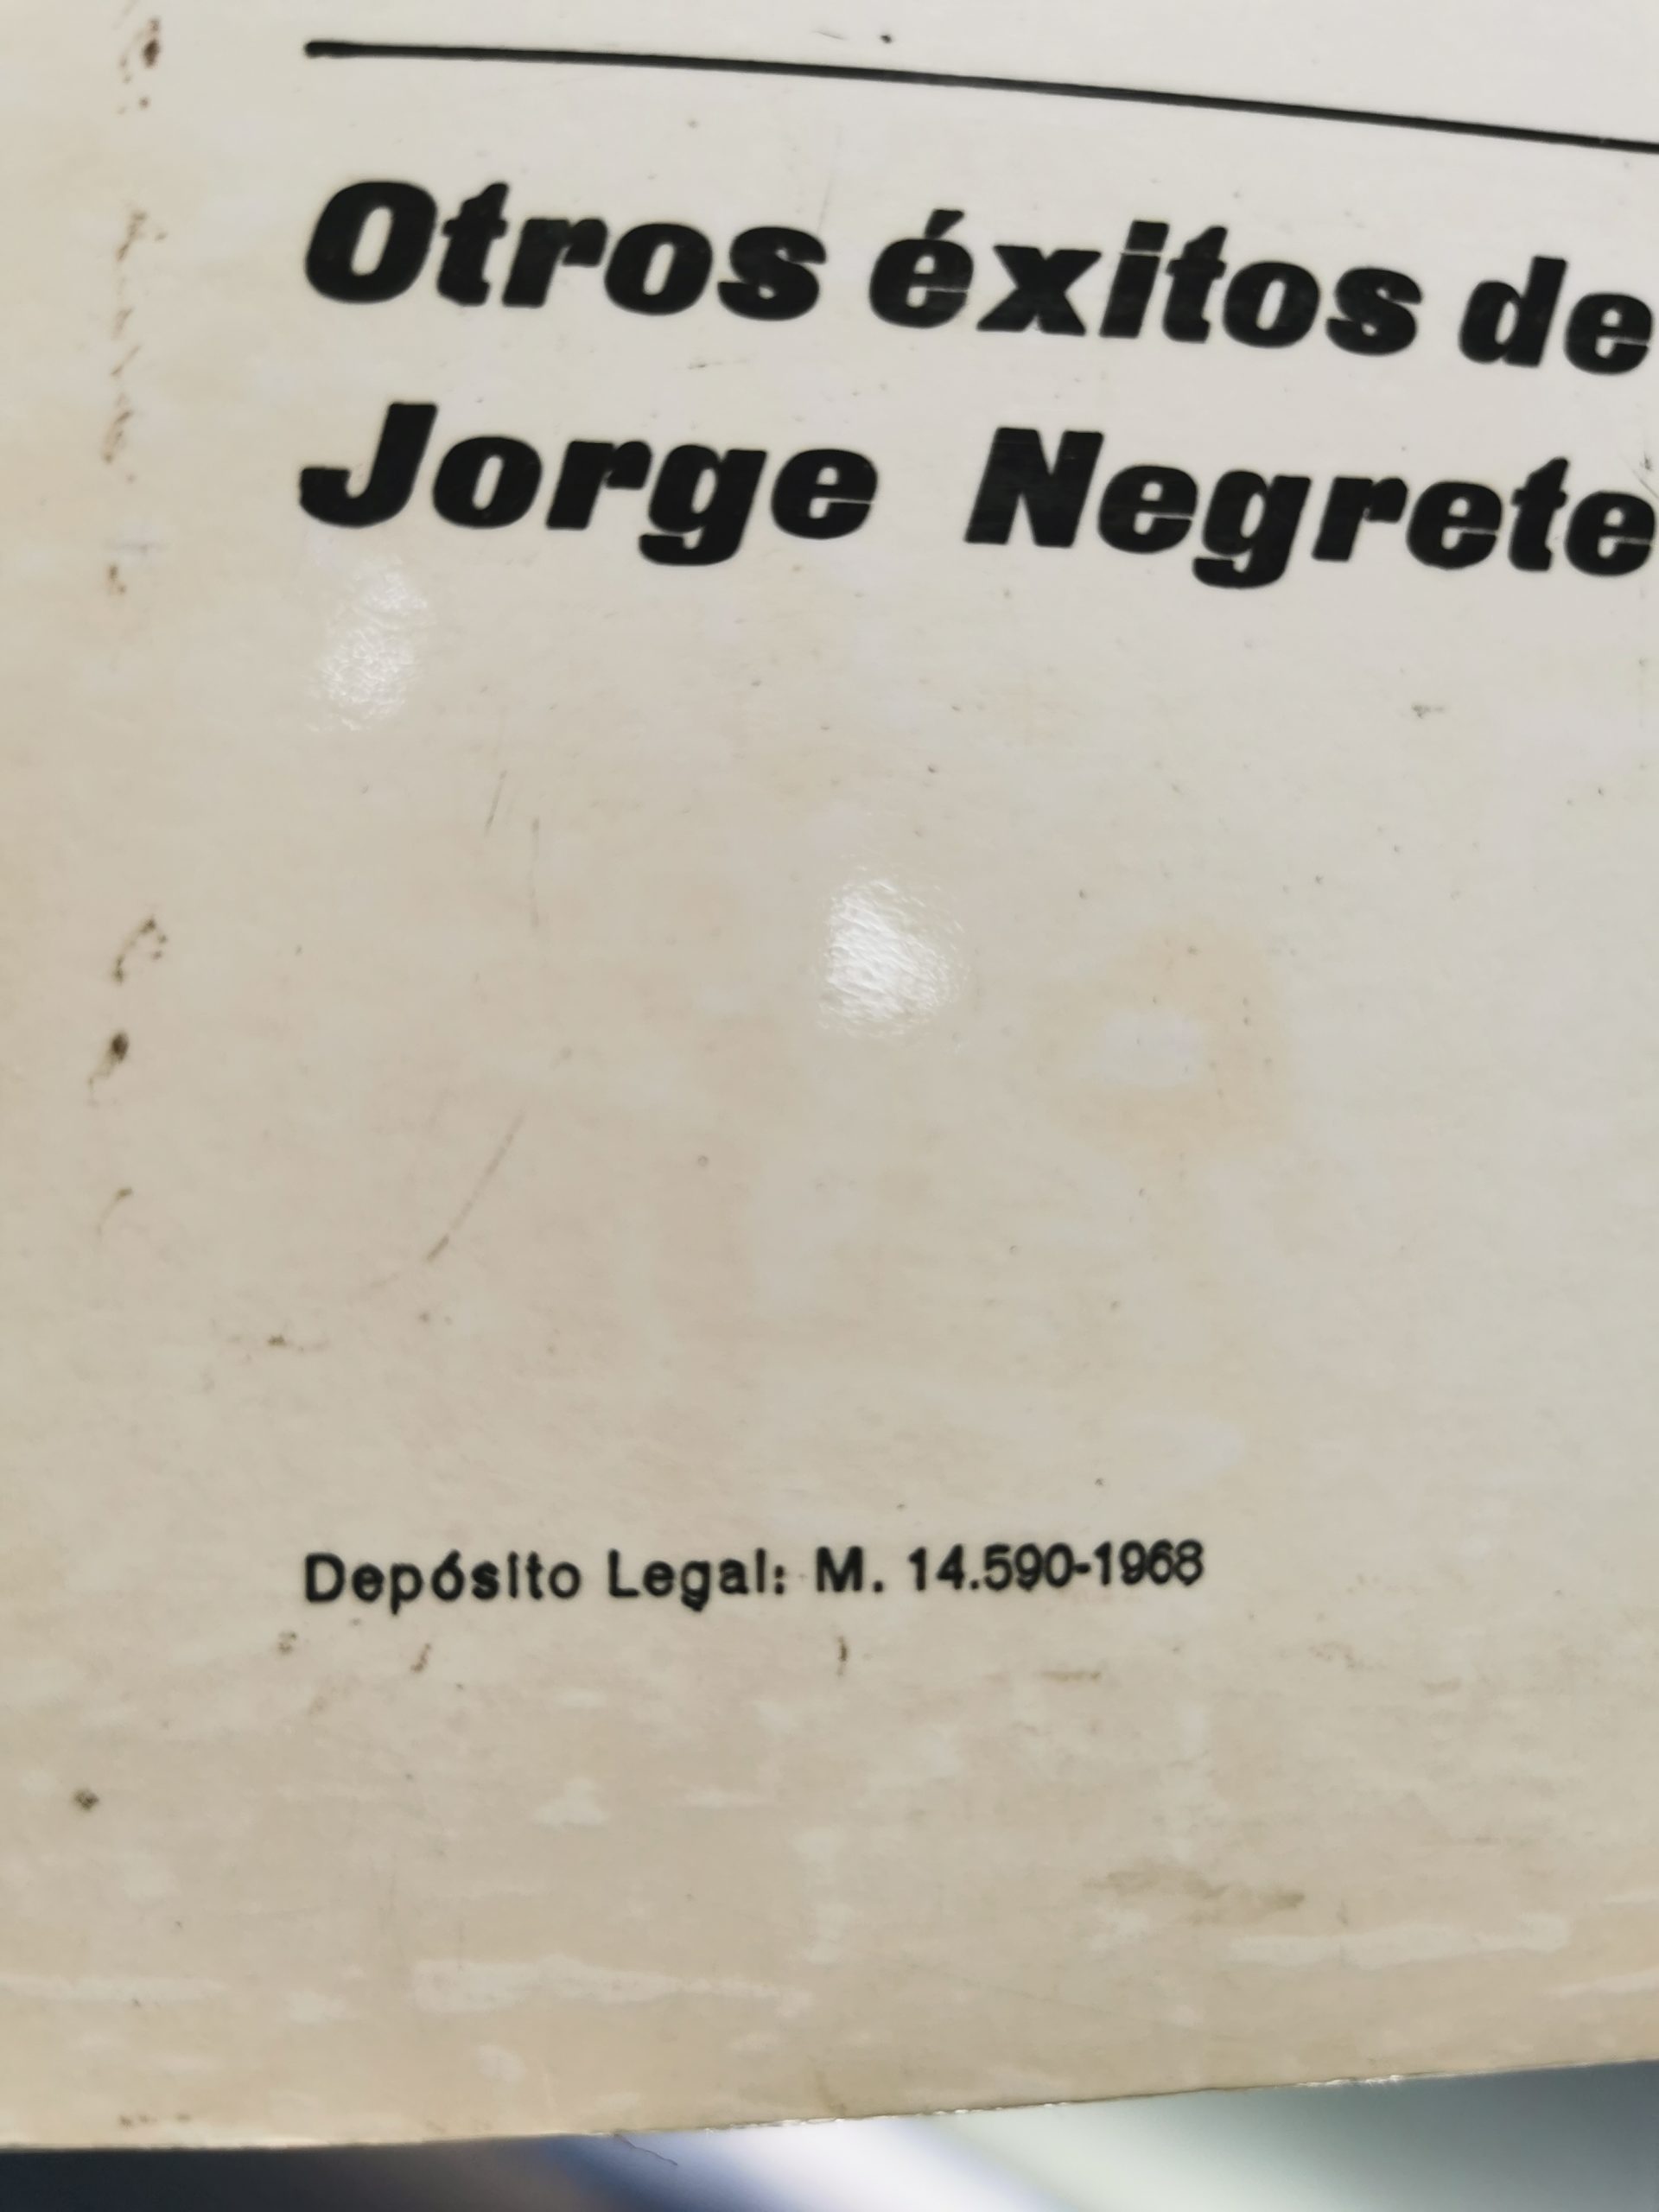 Otros éxitos de
Jorge Negrete
Depósito Legal: M. 14.590-1968